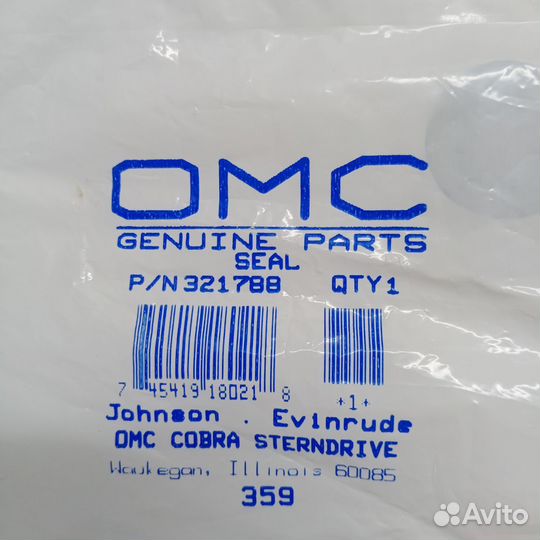 OMC
GENUINE PARTS
SEAL
P/N 321788 QTY 1
7 45419 18021 8 *1*
Johnson . Evinrude
OMC COBRA STERNDRIVE
Waukegan, Illinois 60085
359
Avito